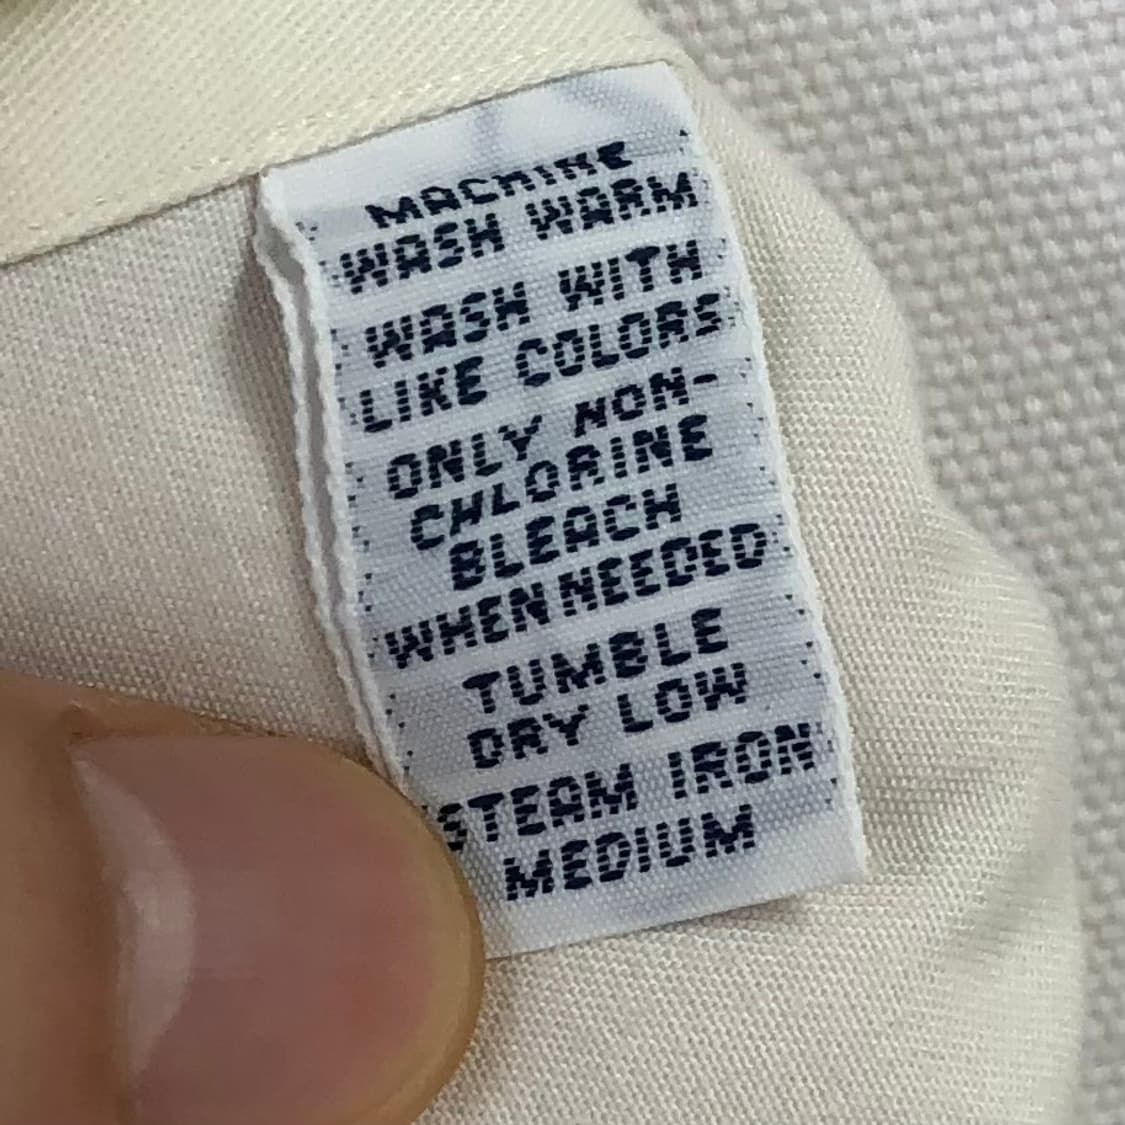 MACHINE
WASH WARM
WASH WITH
LIKE COLORS
ONLY NON-
CHLORINE
BLEACH
WHEN NEEDED
TUMBLE
DRY LOW
STEAM IRON
MEDIUM